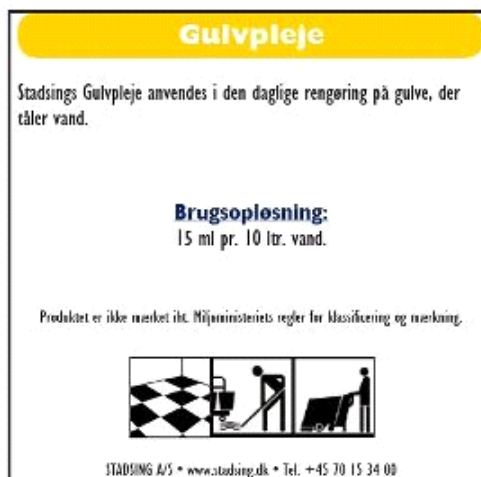 Gulvpleje
Stadsings Gulvpleje anvendes i den daglige rengøring på gulve, der
tåler vand.
Brugsopløsning:
15 ml pr. 10 ltr. vand.
Produktet er ikke mærket iht. Miljøministeriets regler for klassificering og mærkning.
STADSING A/S • www.stadsing.dk • Tel. +45 70 15 34 00